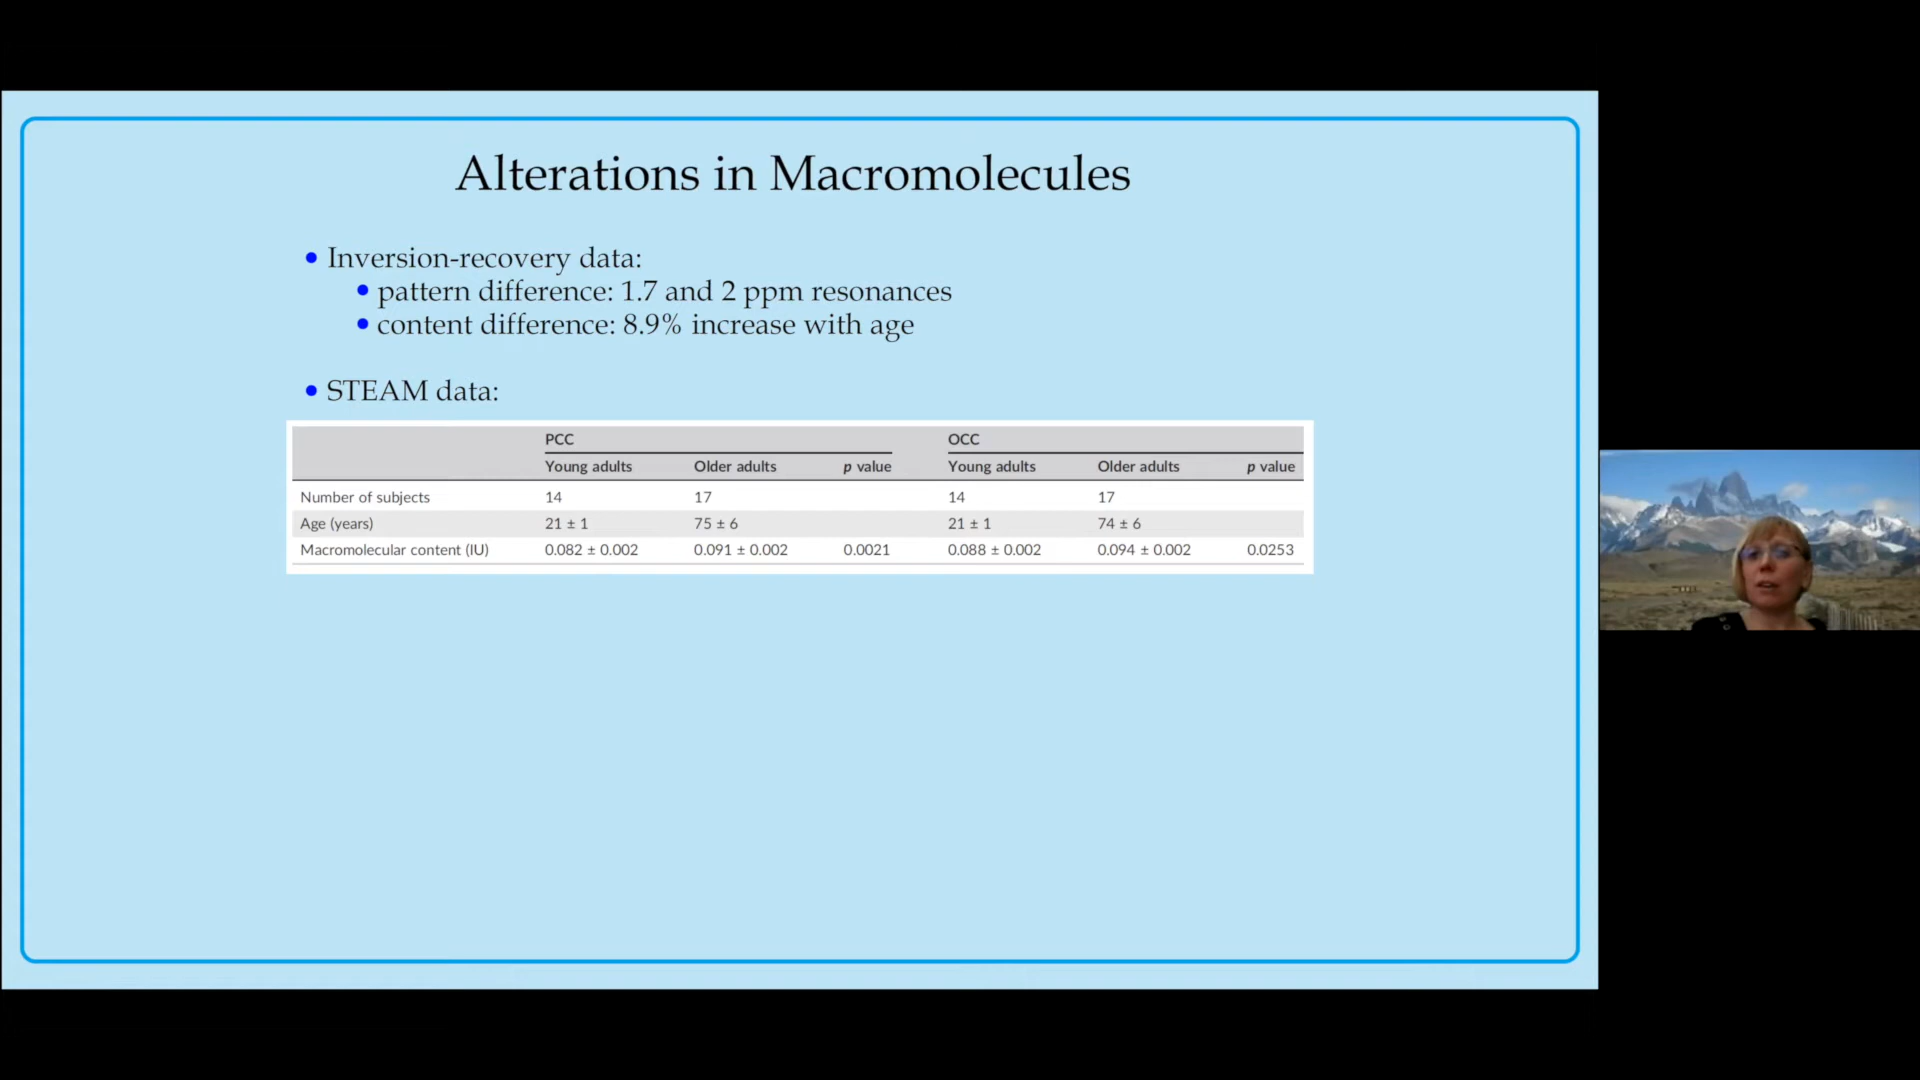 Alterations in Macromolecules
• Inversion-recovery data:
• pattern difference: 1.7 and 2 ppm resonances
• content difference: 8.9% increase with age
• STEAM data:
PCC OCC
Young adults Older adults p value Young adults Older adults p value
Number of subjects 14 17 14 17
Age (years) 21 ± 1 75 ± 6 21 ± 1 74 ± 6
Macromolecular content (IU) 0.082 ± 0.002 0.091 ± 0.002 0.0021 0.088 ± 0.002 0.094 ± 0.002 0.0253